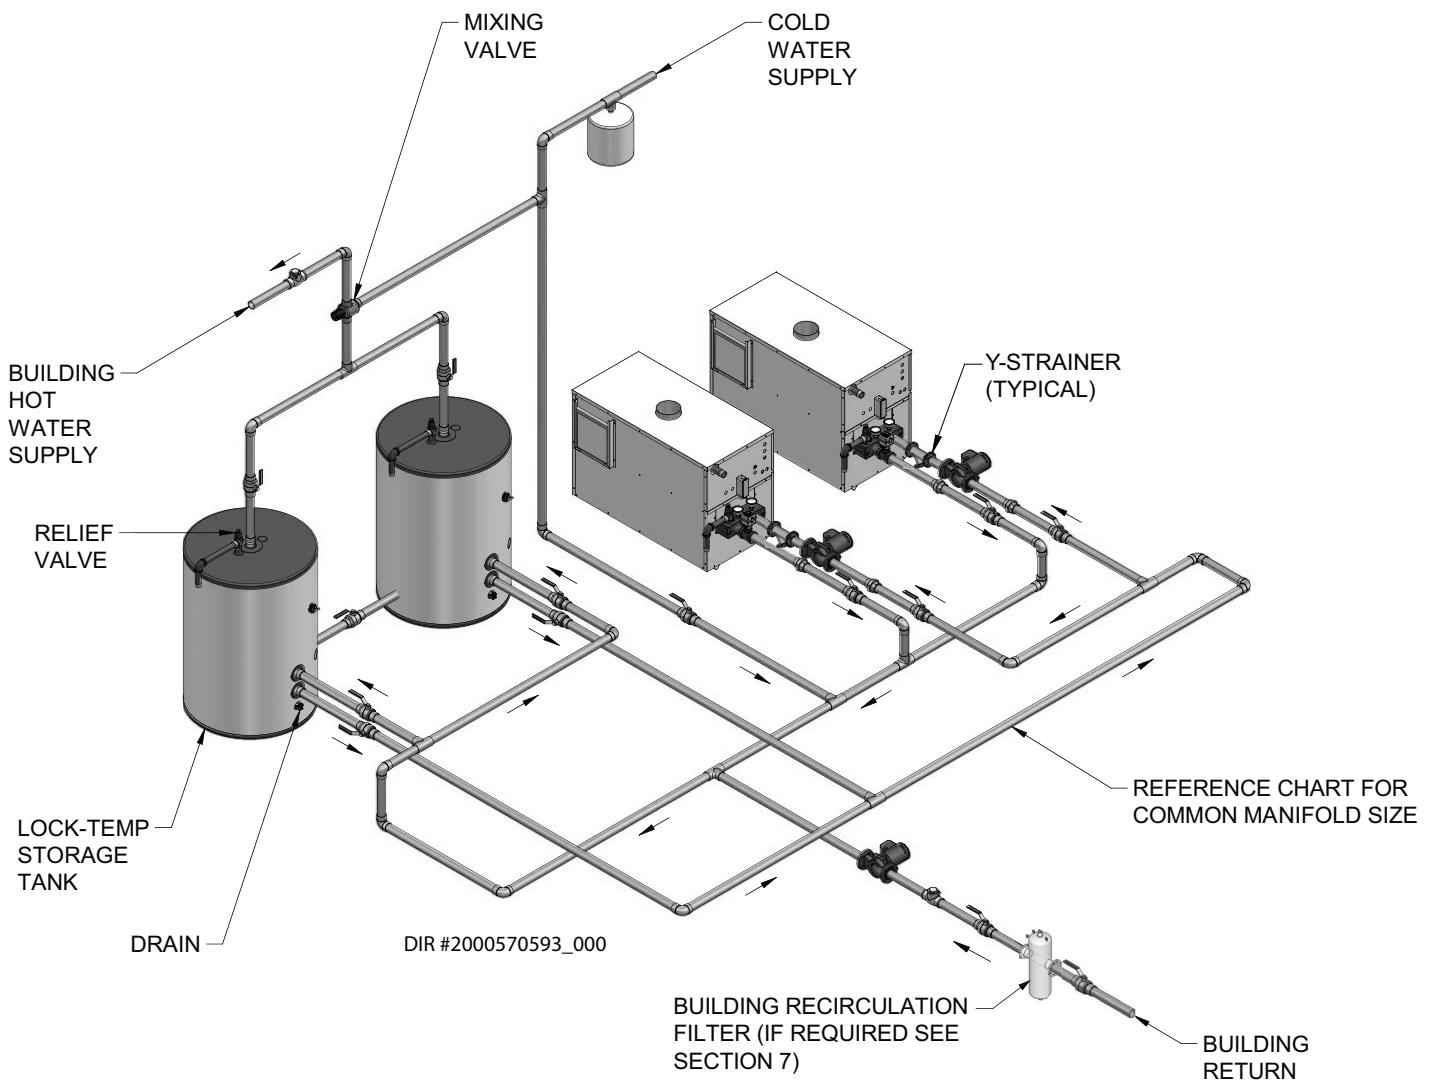 MIXING
VALVE
COLD
WATER
SUPPLY
BUILDING
HOT
WATER
SUPPLY
Y-STRAINER
(TYPICAL)
RELIEF
VALVE
REFERENCE CHART FOR
COMMON MANIFOLD SIZE
LOCK-TEMP
STORAGE
TANK
DRAIN
DIR #2000570593_000
BUILDING RECIRCULATION
FILTER (IF REQUIRED SEE
SECTION 7)
BUILDING
RETURN